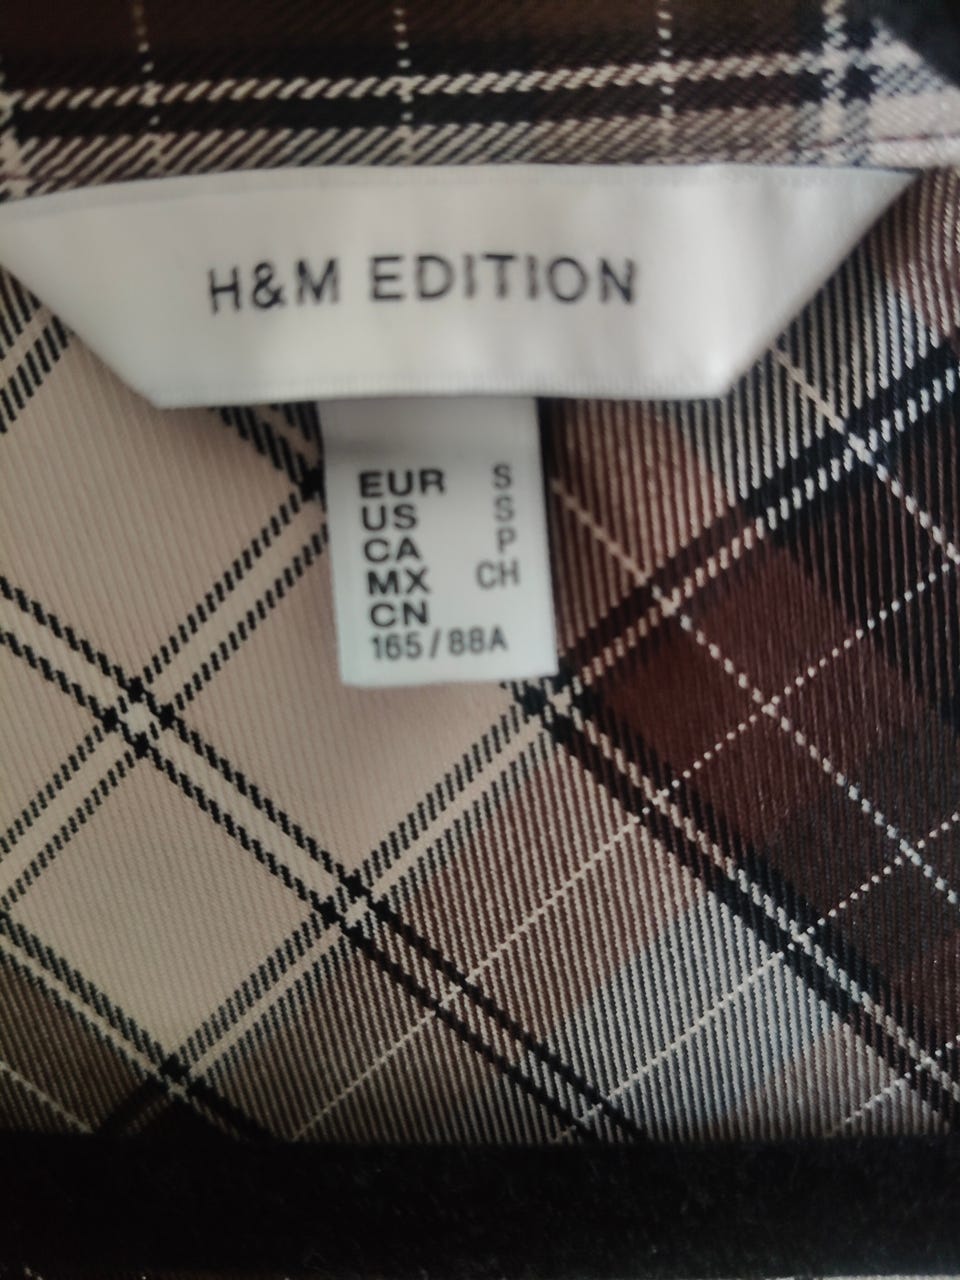 H&M EDITION
EUR S
US S
CA P
MX CH
CN
165/88A